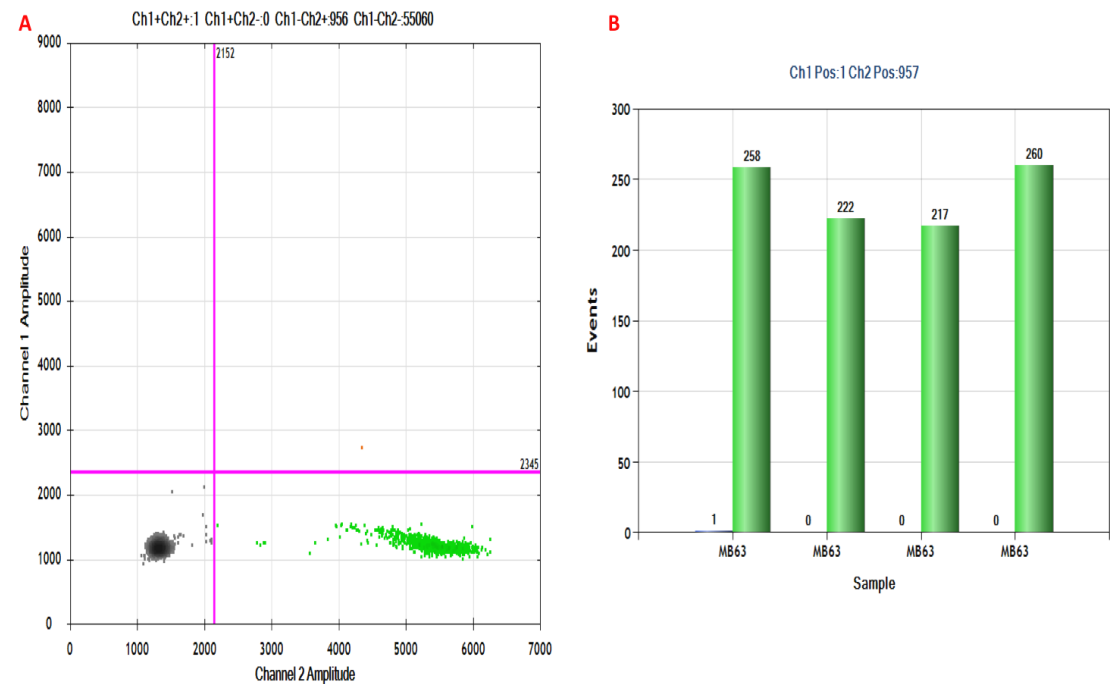 A
Ch1+Ch2+:1 Ch1+Ch2-:0 Ch1-Ch2+:956 Ch1-Ch2-:55060
9000
8000
7000
6000
5000
4000
3000
2000
1000
0
2152
2345
Channel 1 Amplitude
0 1000 2000 3000 4000 5000 6000 7000
Channel 2 Amplitude
B
Ch1 Pos:1 Ch2 Pos:957
300
250
200
150
100
50
0
Events
1 258 0 222 0 217 0 260
MB63 MB63 MB63 MB63
Sample